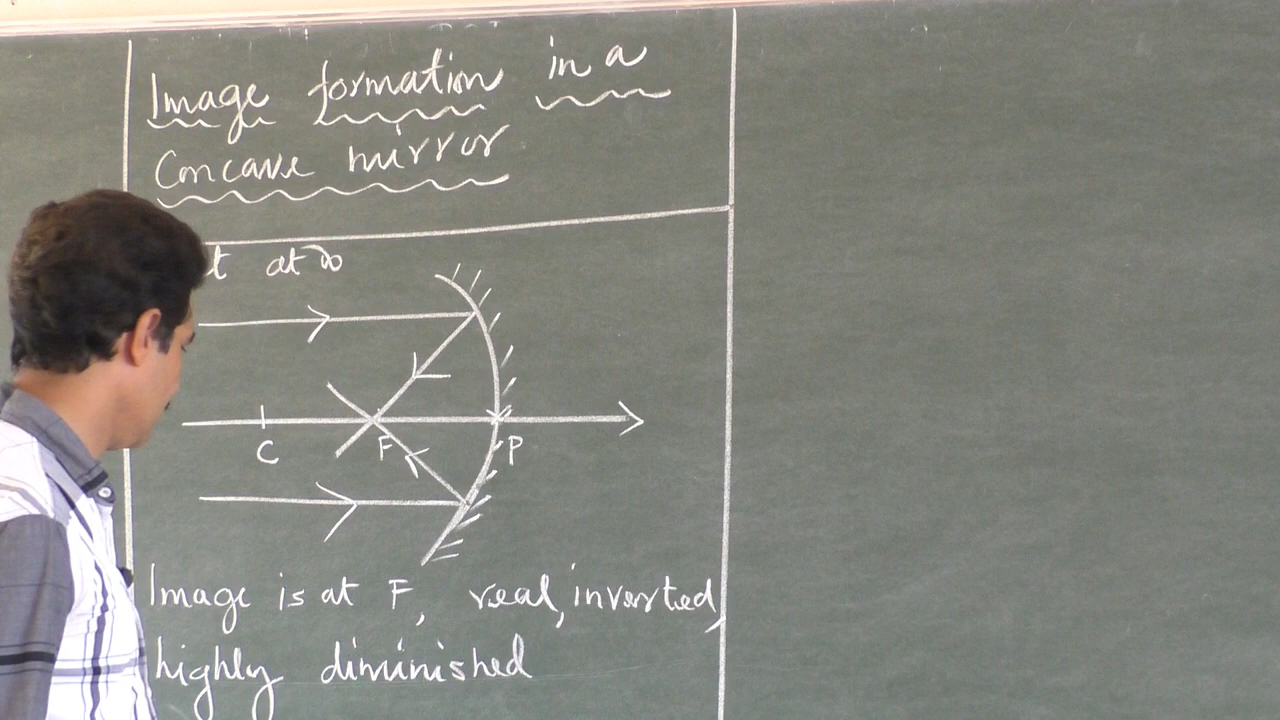 Image formation in a
Concave mirror
at ∞
C F P
Image is at F, real, inverted,
highly diminished